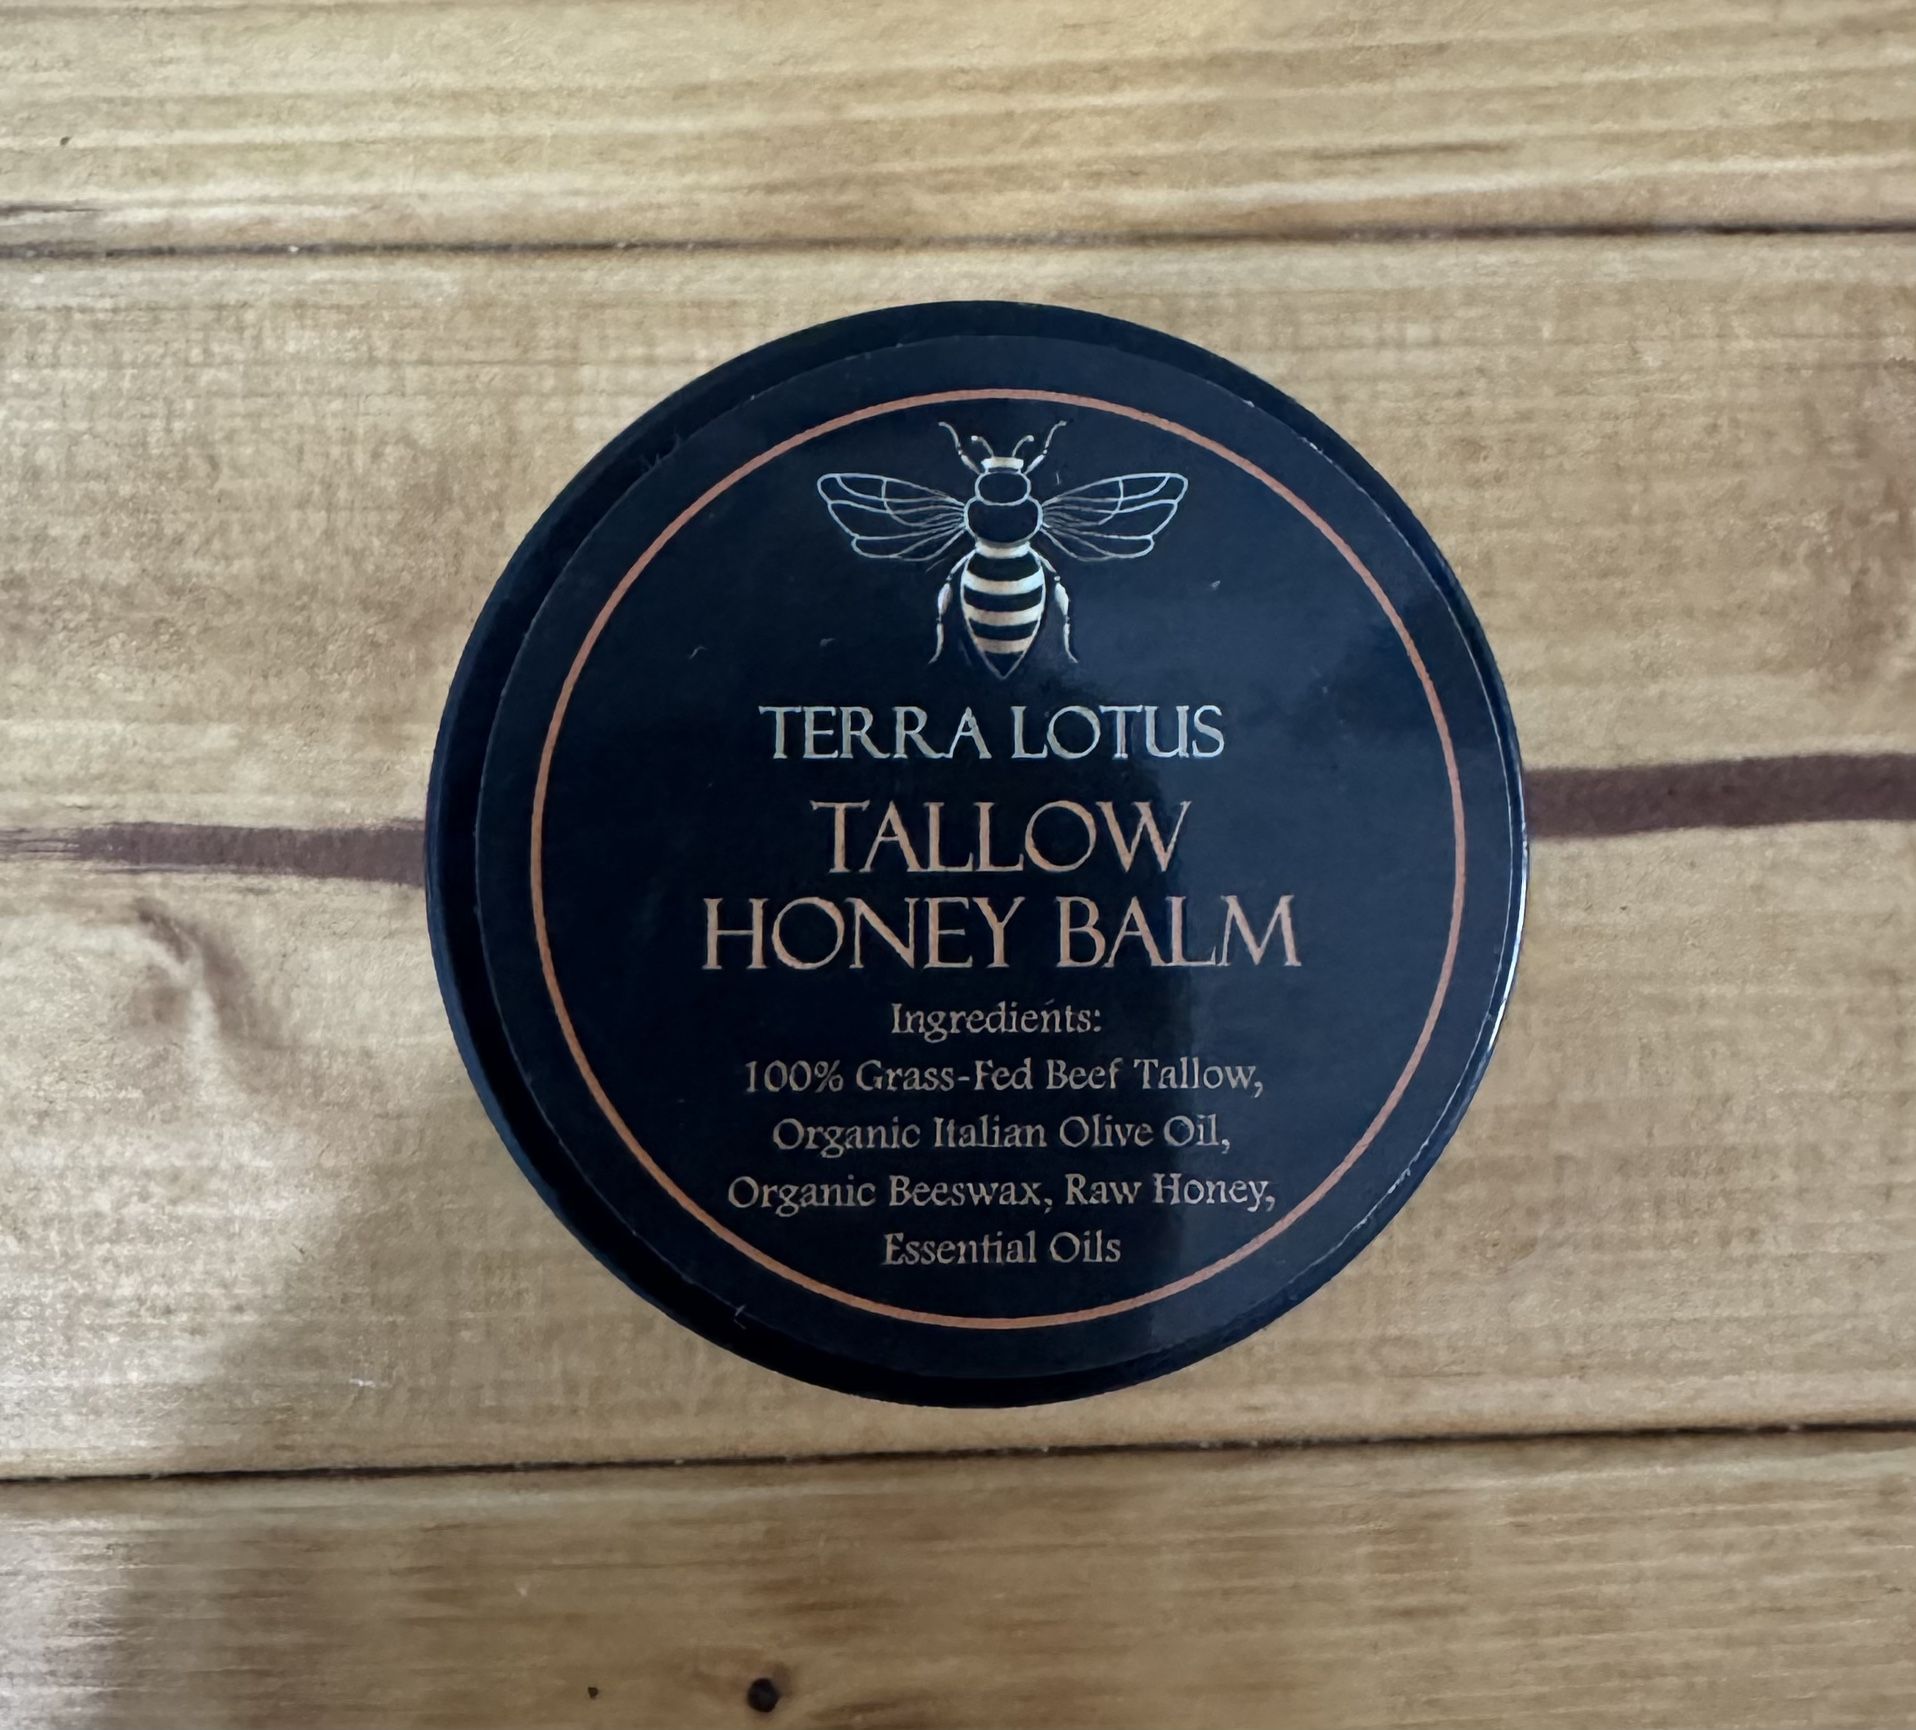 TERRA LOTUS
TALLOW
HONEY BALM
Ingredients:
100% Grass-Fed Beef Tallow,
Organic Italian Olive Oil,
Organic Beeswax, Raw Honey,
Essential Oils